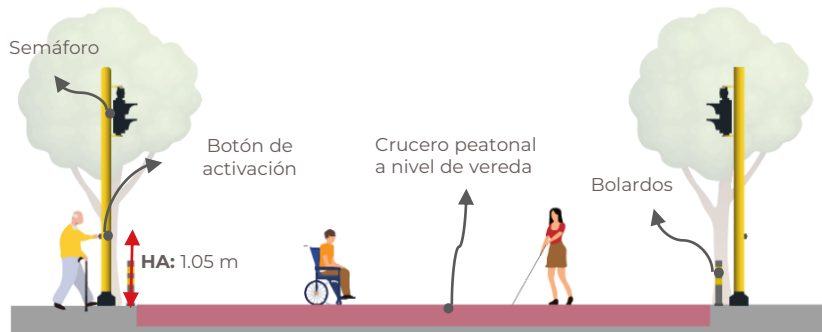 Semáforo
Botón de
activación
Crucero peatonal
a nivel de vereda
Bolardos
HA: 1.05 m